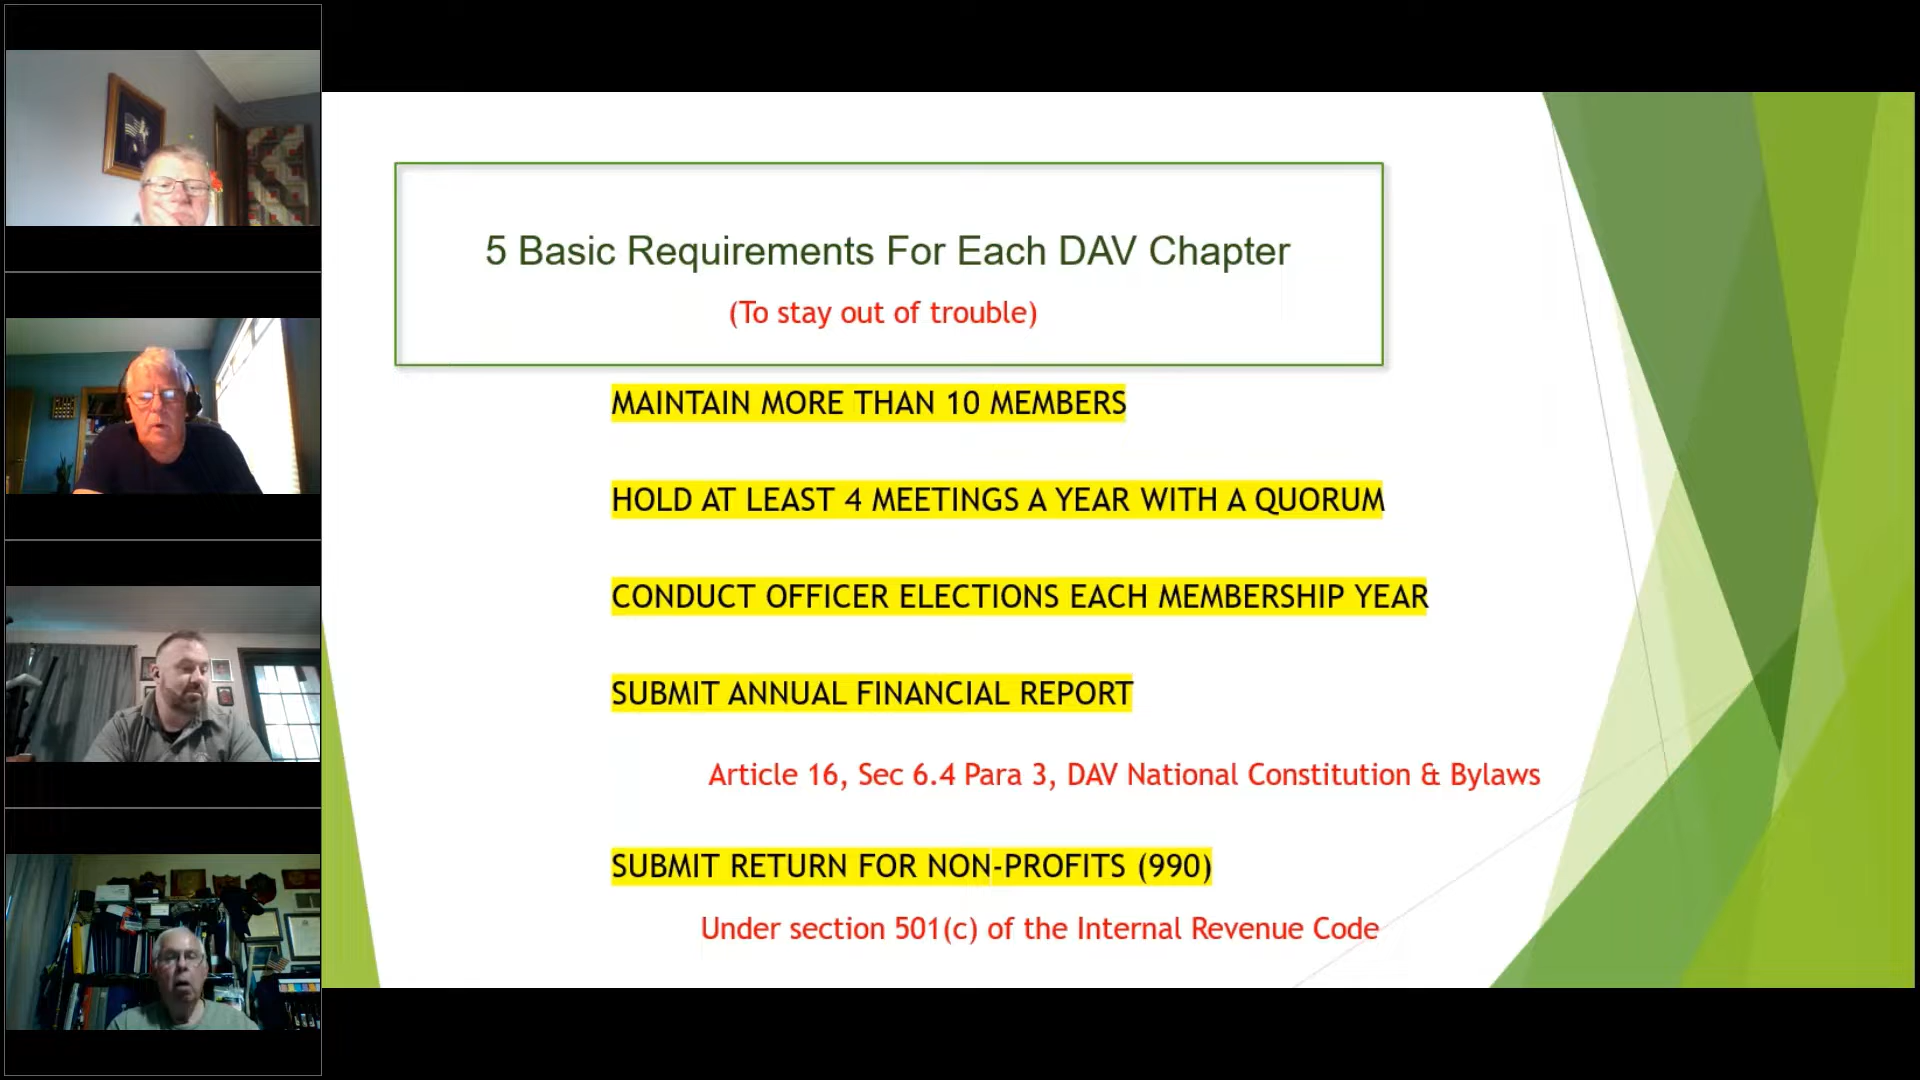 5 Basic Requirements For Each DAV Chapter
(To stay out of trouble)
MAINTAIN MORE THAN 10 MEMBERS
HOLD AT LEAST 4 MEETINGS A YEAR WITH A QUORUM
CONDUCT OFFICER ELECTIONS EACH MEMBERSHIP YEAR
SUBMIT ANNUAL FINANCIAL REPORT
Article 16, Sec 6.4 Para 3, DAV National Constitution & Bylaws
SUBMIT RETURN FOR NON-PROFITS (990)
Under section 501(c) of the Internal Revenue Code